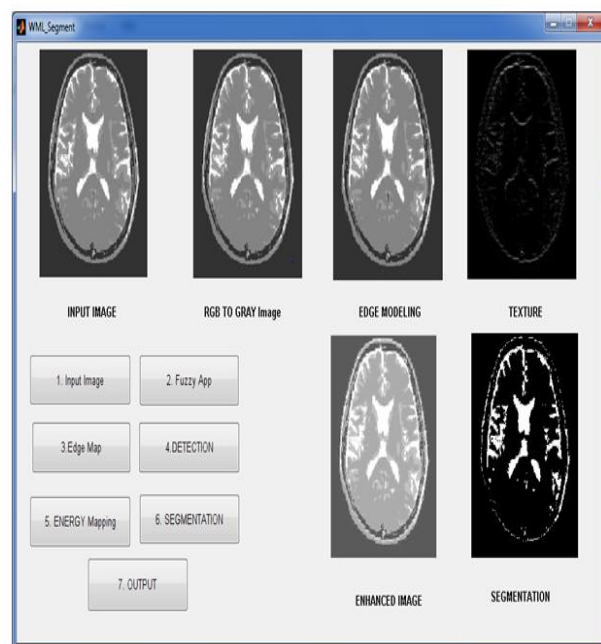 WML_Segment
INPUT IMAGE
RGB TO GRAY Image
EDGE MODELING
TEXTURE
1. Input Image
2. Fuzzy App
3.Edge Map
4.DETECTION
5. ENERGY Mapping
6. SEGMENTATION
7. OUTPUT
ENHANCED IMAGE
SEGMENTATION